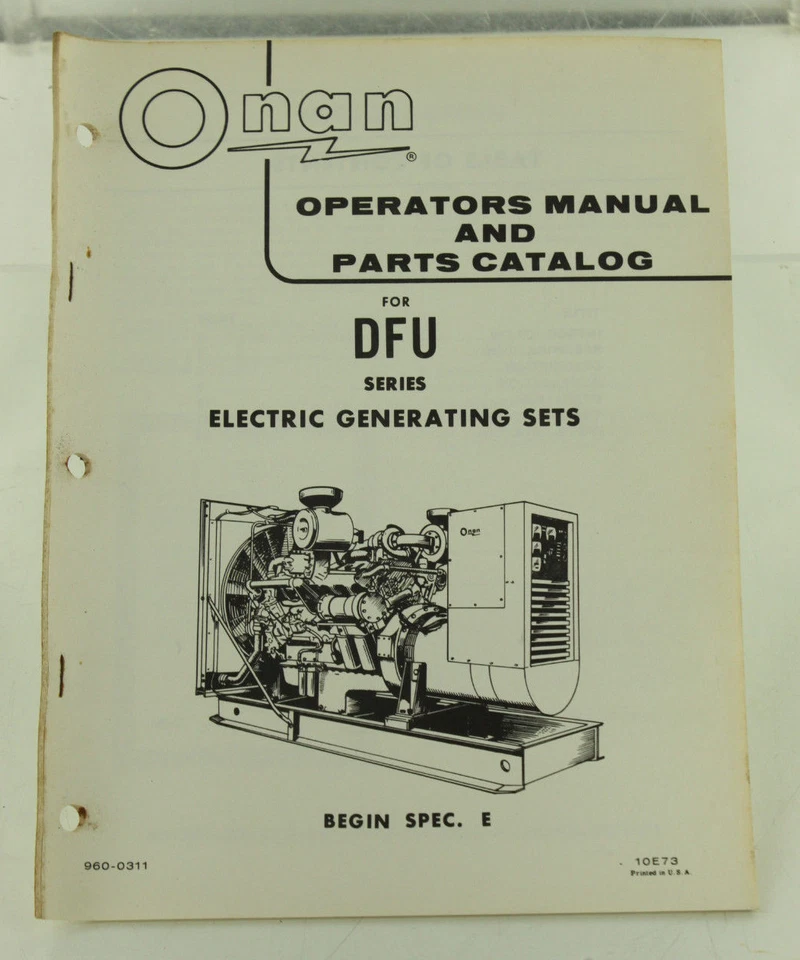 Onan
®
OPERATORS MANUAL
AND
PARTS CATALOG
FOR
DFU
SERIES
ELECTRIC GENERATING SETS
Onan
BEGIN SPEC. E
960-0311
10E73
Printed in U.S.A.